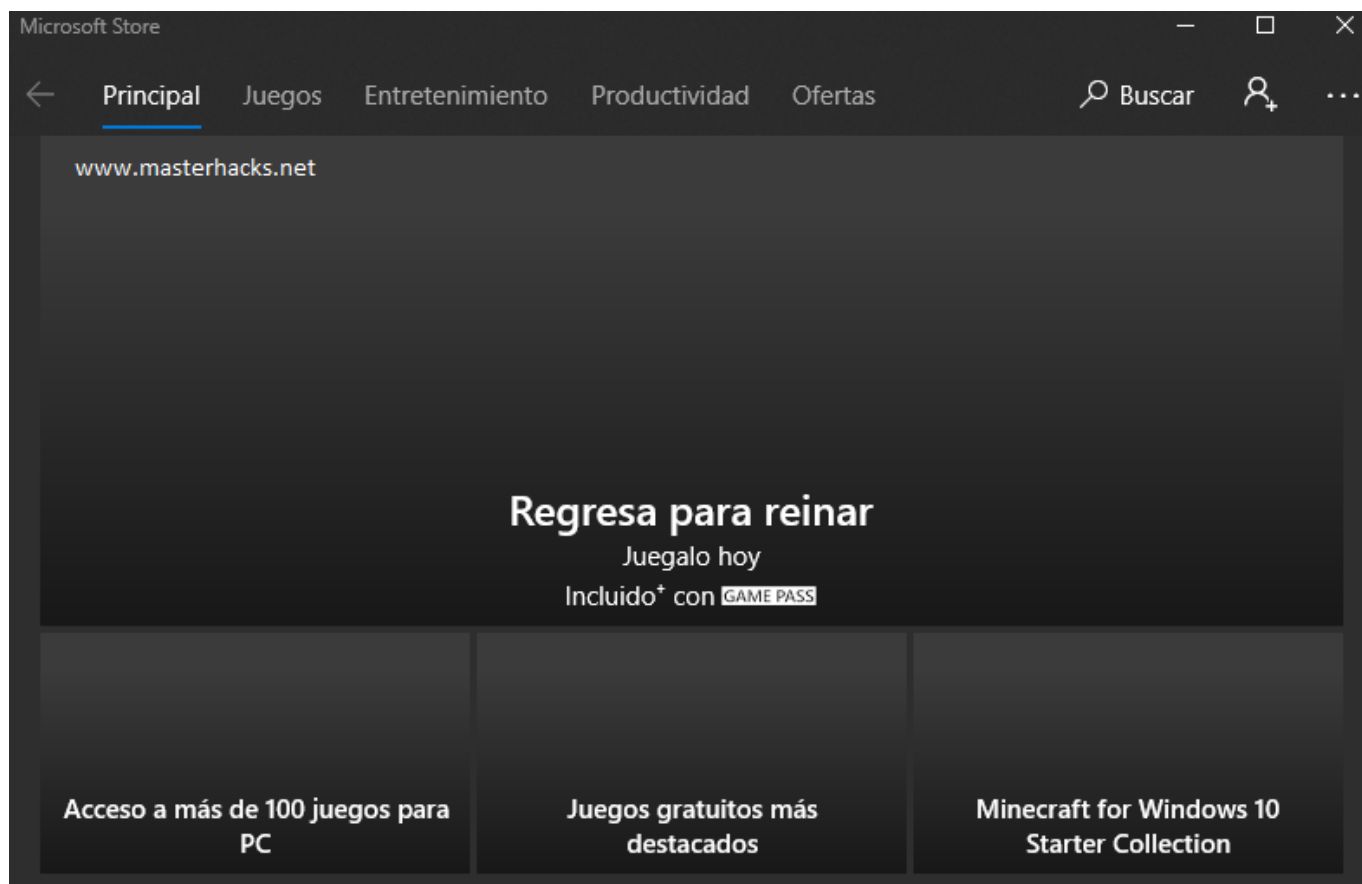 Microsoft Store
Principal Juegos Entretenimiento Productividad Ofertas Buscar
www.masterhacks.net
Regresa para reinar
Juegalo hoy
Incluido⁺ con GAME PASS
Acceso a más de 100 juegos para
PC
Juegos gratuitos más
destacados
Minecraft for Windows 10
Starter Collection